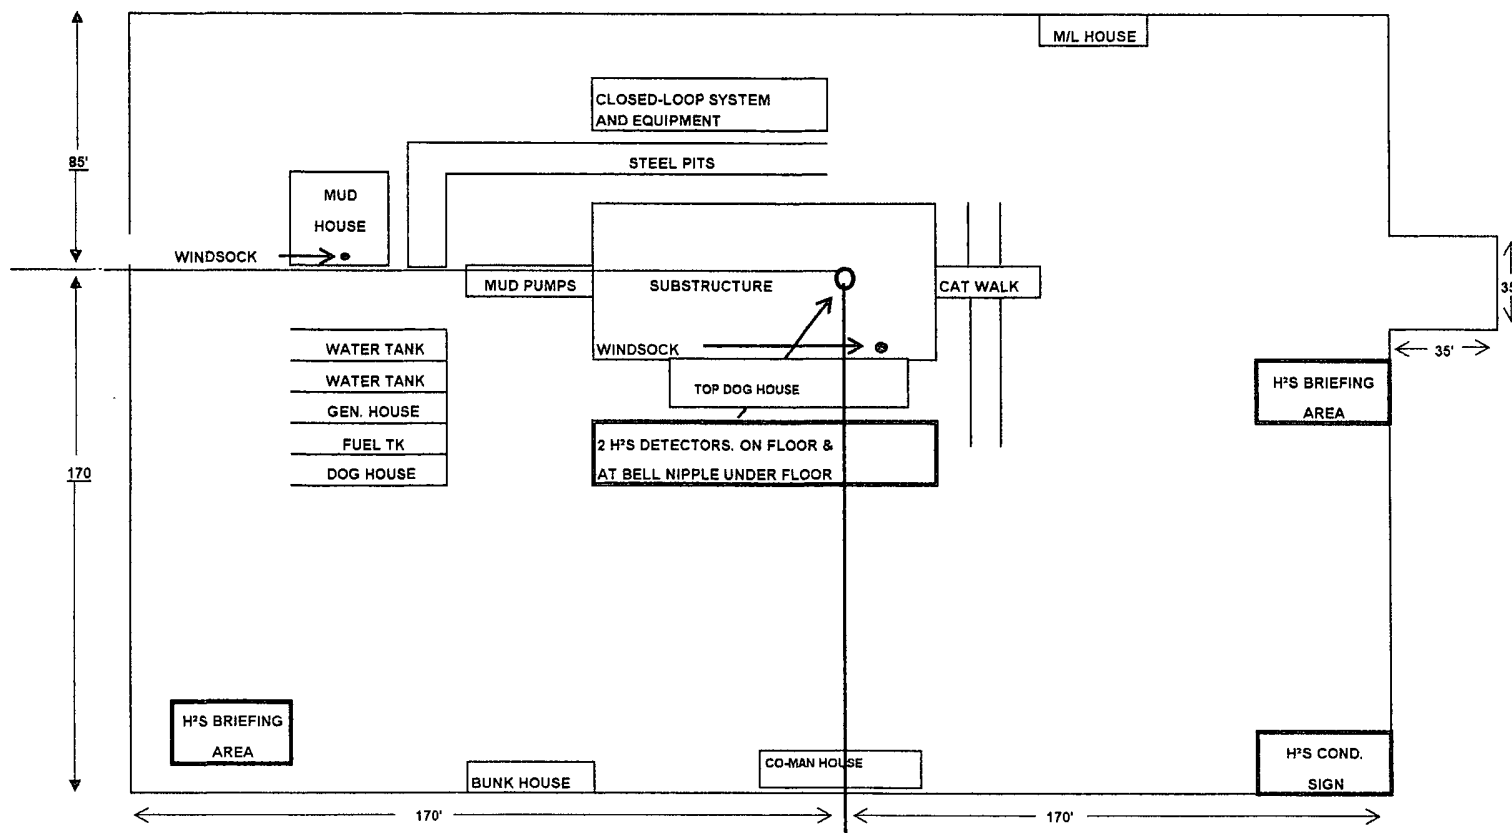 M/L HOUSE
CLOSED-LOOP SYSTEM
AND EQUIPMENT
85'
STEEL PITS
MUD
HOUSE
WINDSOCK
MUD PUMPS
SUBSTRUCTURE
CAT WALK
35'
WATER TANK
WINDSOCK
35'
WATER TANK
TOP DOG HOUSE
H²S BRIEFING
AREA
GEN. HOUSE
FUEL TK
2 H²S DETECTORS. ON FLOOR &
AT BELL NIPPLE UNDER FLOOR
170
DOG HOUSE
H²S BRIEFING
AREA
BUNK HOUSE
CO-MAN HOUSE
H²S COND.
SIGN
170'
170'